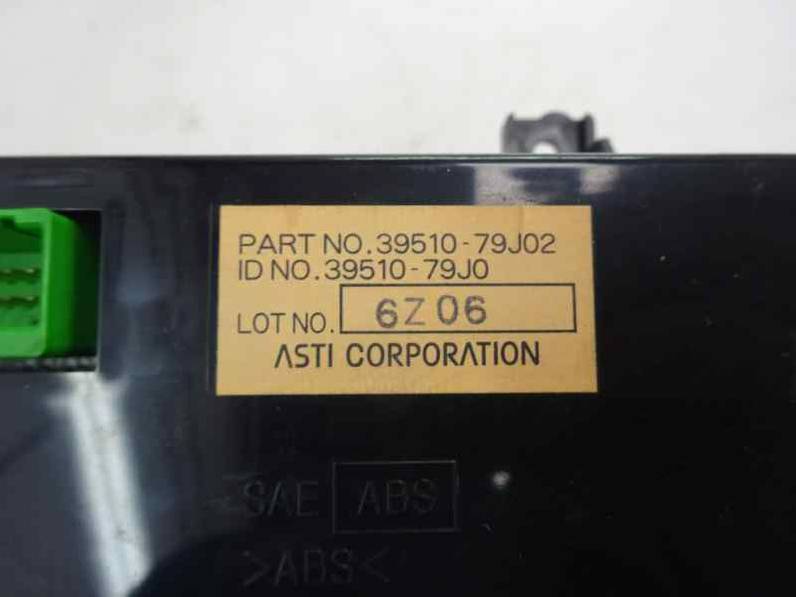 PART NO.39510-79J02
ID NO.39510-79J0
LOT NO. 6Z06
ASTI CORPORATION
SAE ABS
>ABS<